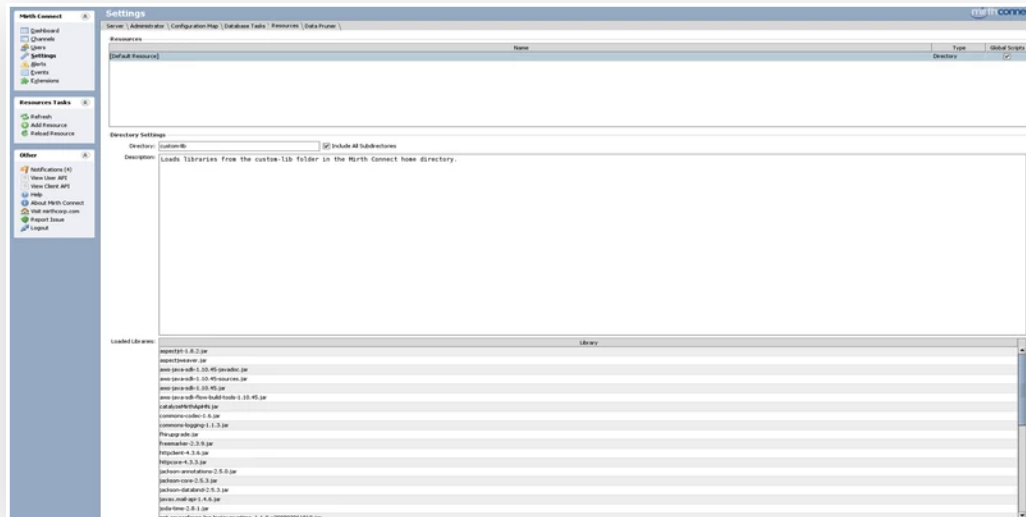 Mirth Connect
Dashboard
Channels
Users
Settings
Alerts
Events
Extensions
Resources Tasks
Refresh
Add Resource
Reload Resource
Other
Notifications (4)
View User API
View Client API
Help
About Mirth Connect
Visit mirthcorp.com
Report Issue
Logout
Settings
mirth conne
Server Administrator Configuration Map Database Tasks Resources Data Pruner
Resources
Name Type Global Scripts
[Default Resource] Directory
Directory Settings
Directory: custom-lib Include All Subdirectories
Description: Loads libraries from the custom-lib folder in the Mirth Connect home directory.
Loaded Libraries: Library
aspectjrt-1.8.2.jar
aspectjweaver.jar
aws-java-sdk-1.10.45-javadoc.jar
aws-java-sdk-1.10.45-sources.jar
aws-java-sdk-1.10.45.jar
aws-java-sdk-flow-build-tools-1.10.45.jar
catalyzeMirthApiHN.jar
commons-codec-1.6.jar
commons-logging-1.1.3.jar
fhirupgrade.jar
freemarker-2.3.9.jar
httpclient-4.3.6.jar
httpcore-4.3.3.jar
jackson-annotations-2.5.0.jar
jackson-core-2.5.3.jar
jackson-databind-2.5.3.jar
javax.mail-api-1.4.6.jar
joda-time-2.8.1.jar